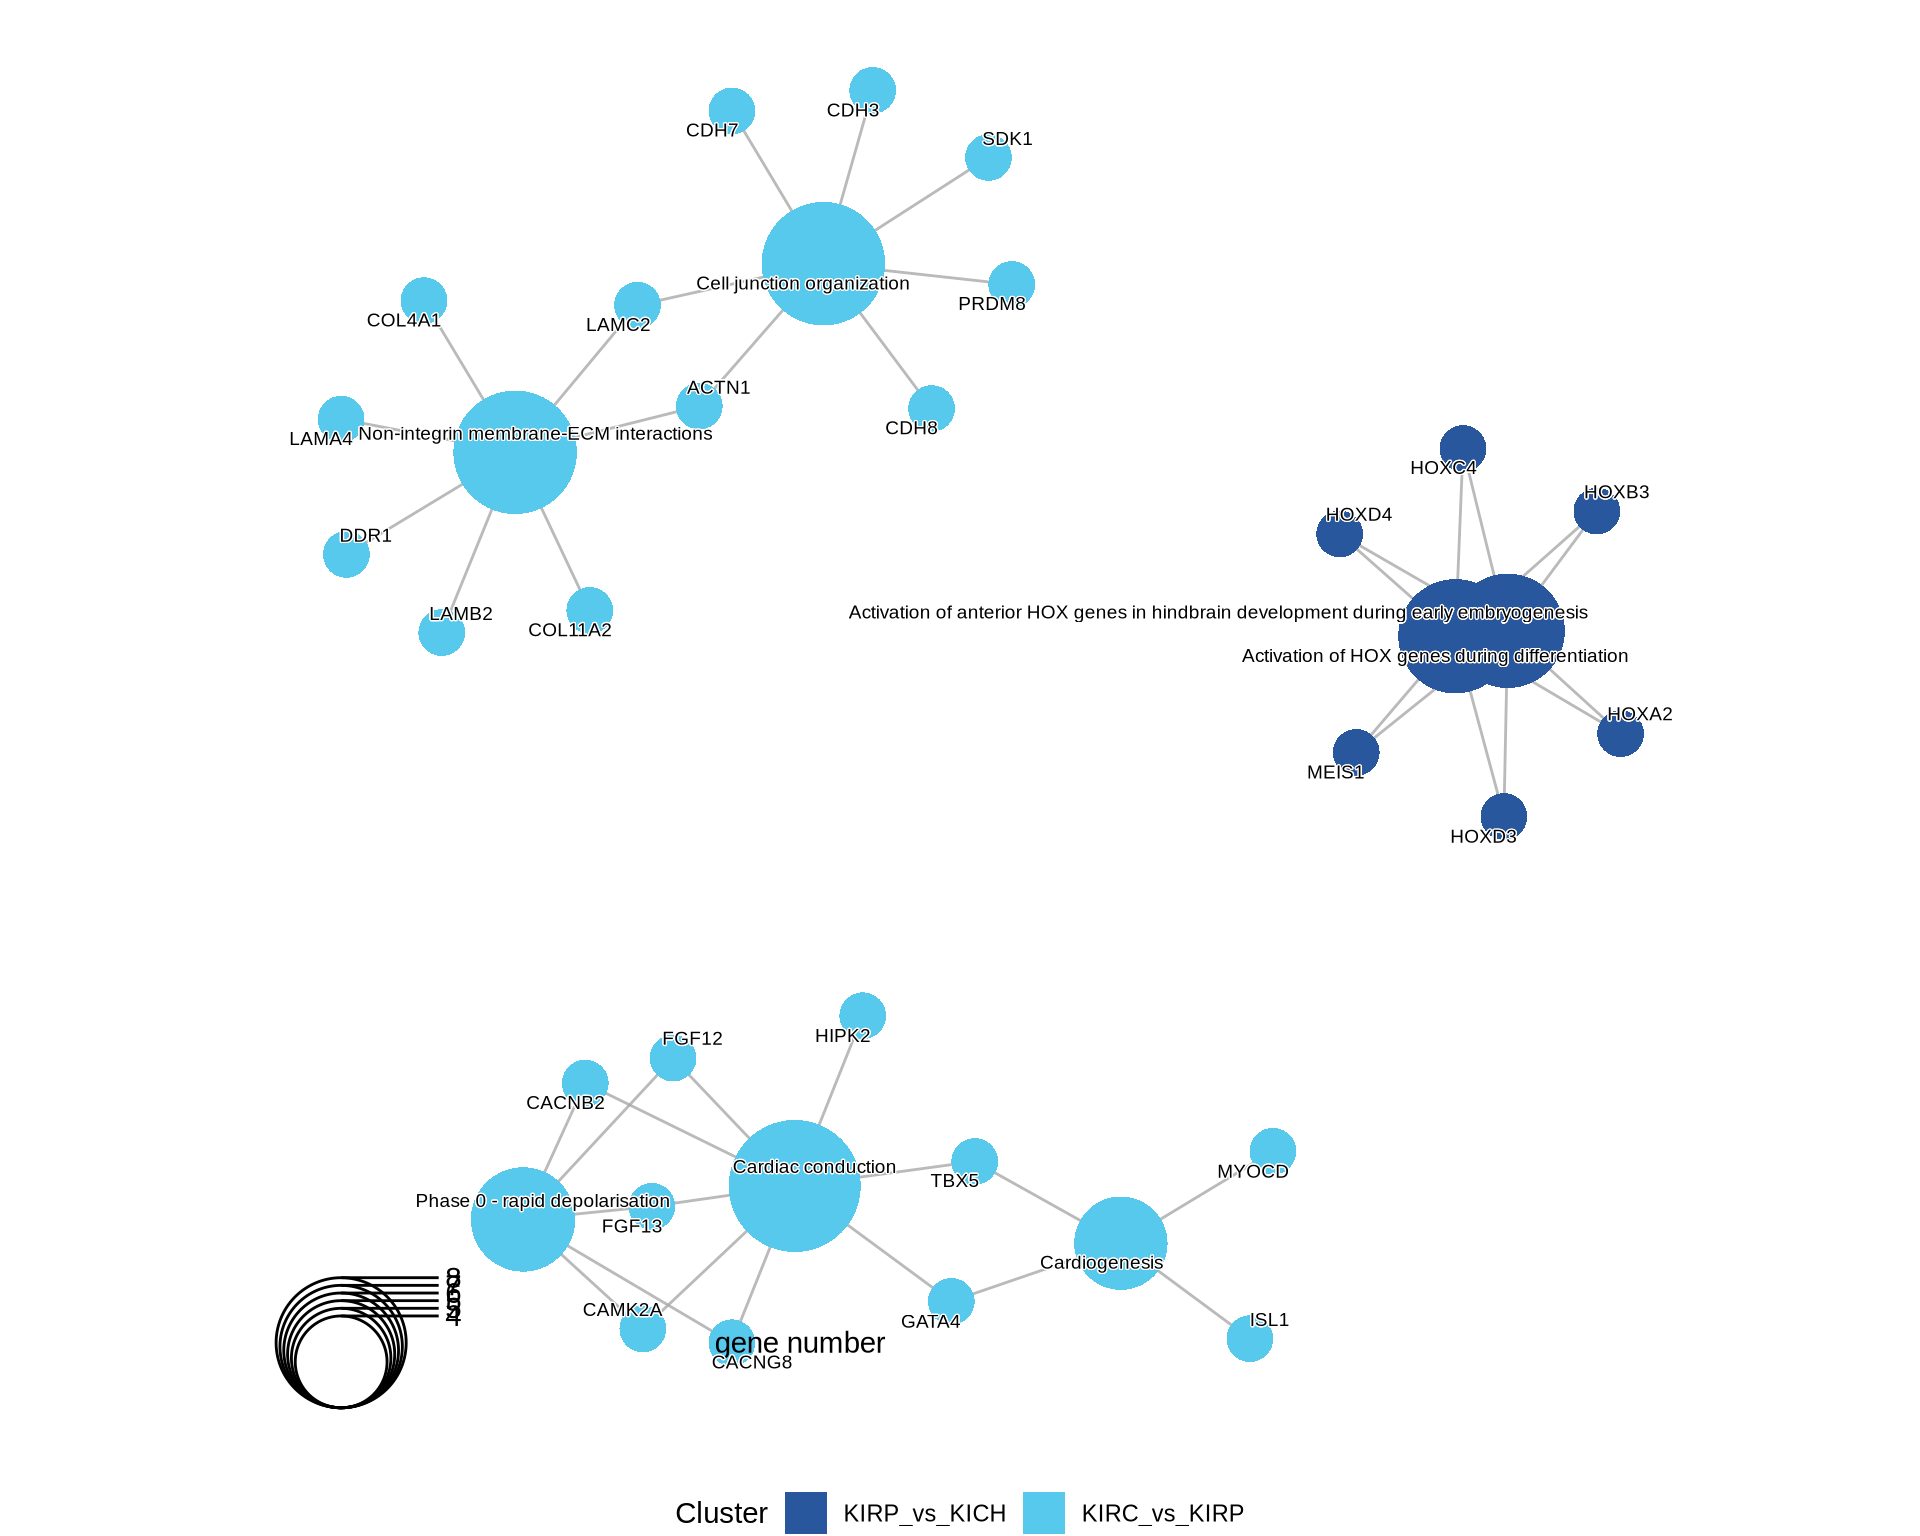 CDH3
CDH7
SDK1
Cell junction organization
PRDM8
COL4A1
LAMC2
ACTN1
CDH8
Non-integrin membrane-ECM interactions
LAMA4
DDR1
LAMB2
COL11A2
HOXC4
HOXB3
HOXD4
Activation of anterior HOX genes in hindbrain development during early embryogenesis
Activation of HOX genes during differentiation
HOXA2
MEIS1
HOXD3
HIPK2
FGF12
CACNB2
Cardiac conduction
TBX5
MYOCD
Phase 0 - rapid depolarisation
FGF13
Cardiogenesis
CAMK2A
GATA4
ISL1
gene number
CACNG8
8
4
Cluster KIRP_vs_KICH KIRC_vs_KIRP